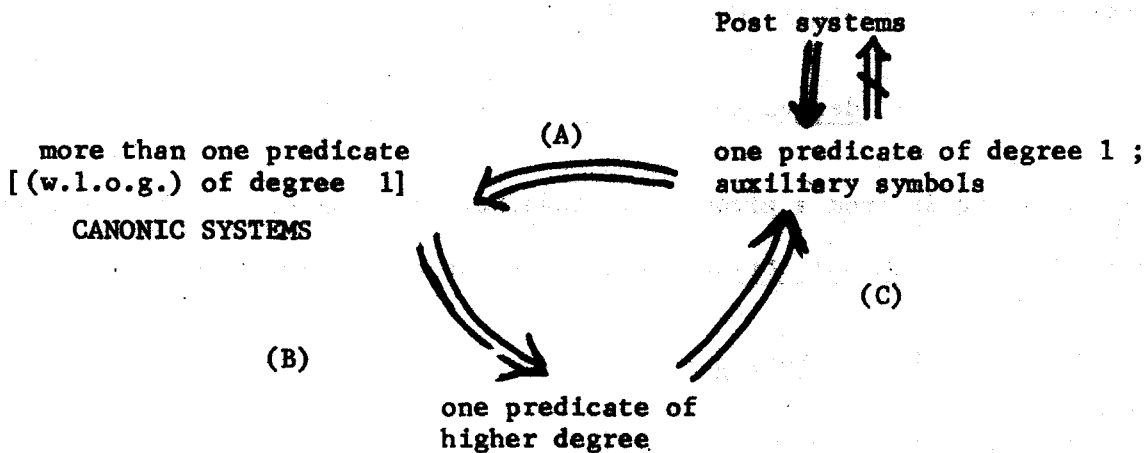 Post systems
(A)
more than one predicate
[(w.l.o.g.) of degree 1]
CANONIC SYSTEMS
one predicate of degree 1 ;
auxiliary symbols
(B)
(C)
one predicate of
higher degree